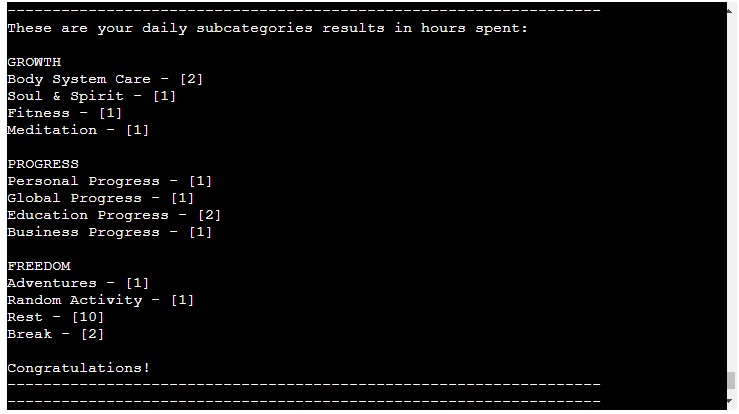 ------------------------------------------------------------------
These are your daily subcategories results in hours spent:
GROWTH
Body System Care - [2]
Soul & Spirit - [1]
Fitness - [1]
Meditation - [1]
PROGRESS
Personal Progress - [1]
Global Progress - [1]
Education Progress - [2]
Business Progress - [1]
FREEDOM
Adventures - [1]
Random Activity - [1]
Rest - [10]
Break - [2]
Congratulations!
------------------------------------------------------------------
------------------------------------------------------------------